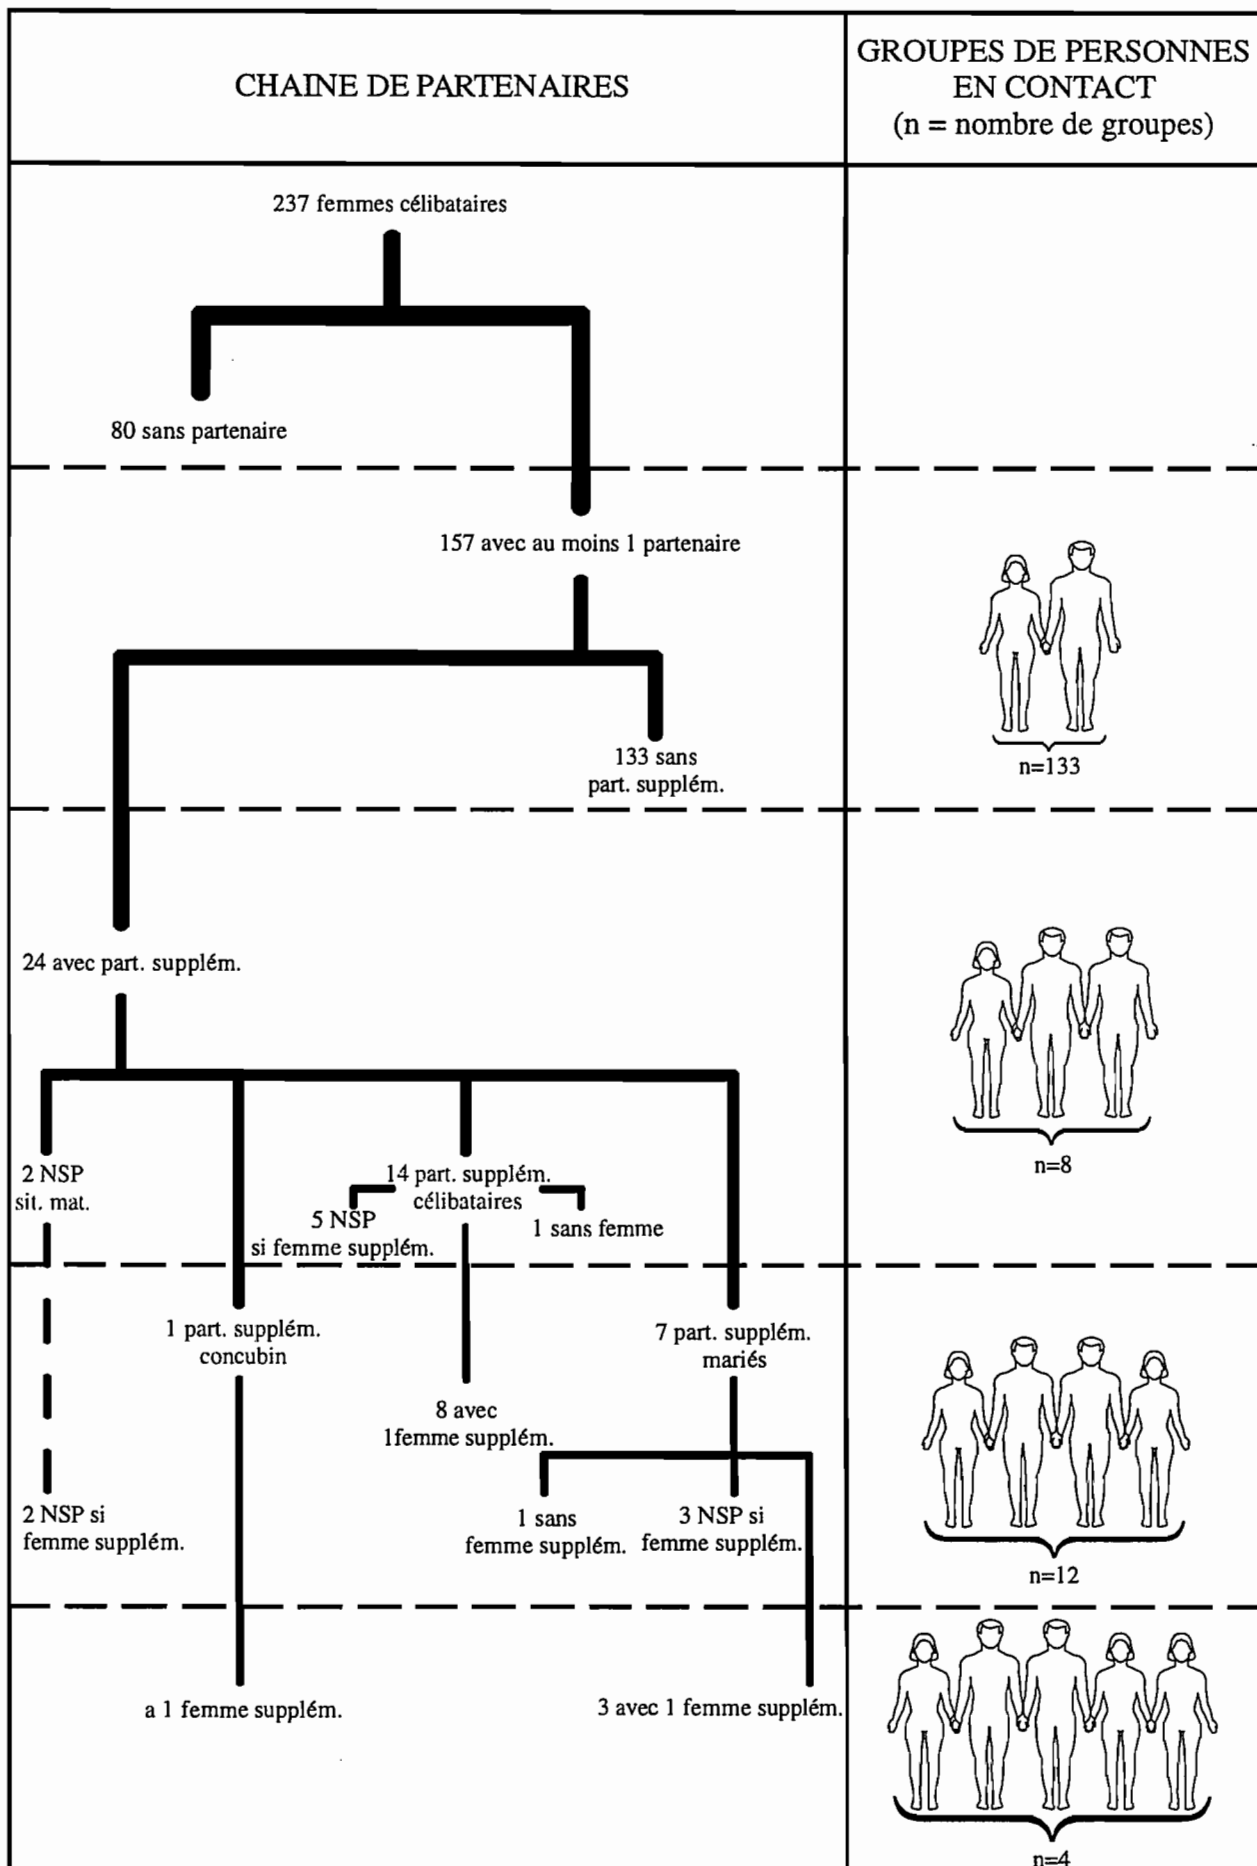 CHAINE DE PARTENAIRES
GROUPES DE PERSONNES
EN CONTACT
(n = nombre de groupes)
237 femmes célibataires
80 sans partenaire
157 avec au moins 1 partenaire
133 sans
part. supplém.
n=133
24 avec part. supplém.
n=8
2 NSP
sit. mat.
14 part. supplém.
célibataires
5 NSP
si femme supplém.
1 sans femme
1 part. supplém.
concubin
7 part. supplém.
mariés
8 avec
1femme supplém.
2 NSP si
femme supplém.
1 sans
femme supplém.
3 NSP si
femme supplém.
n=12
a 1 femme supplém.
3 avec 1 femme supplém.
n=4